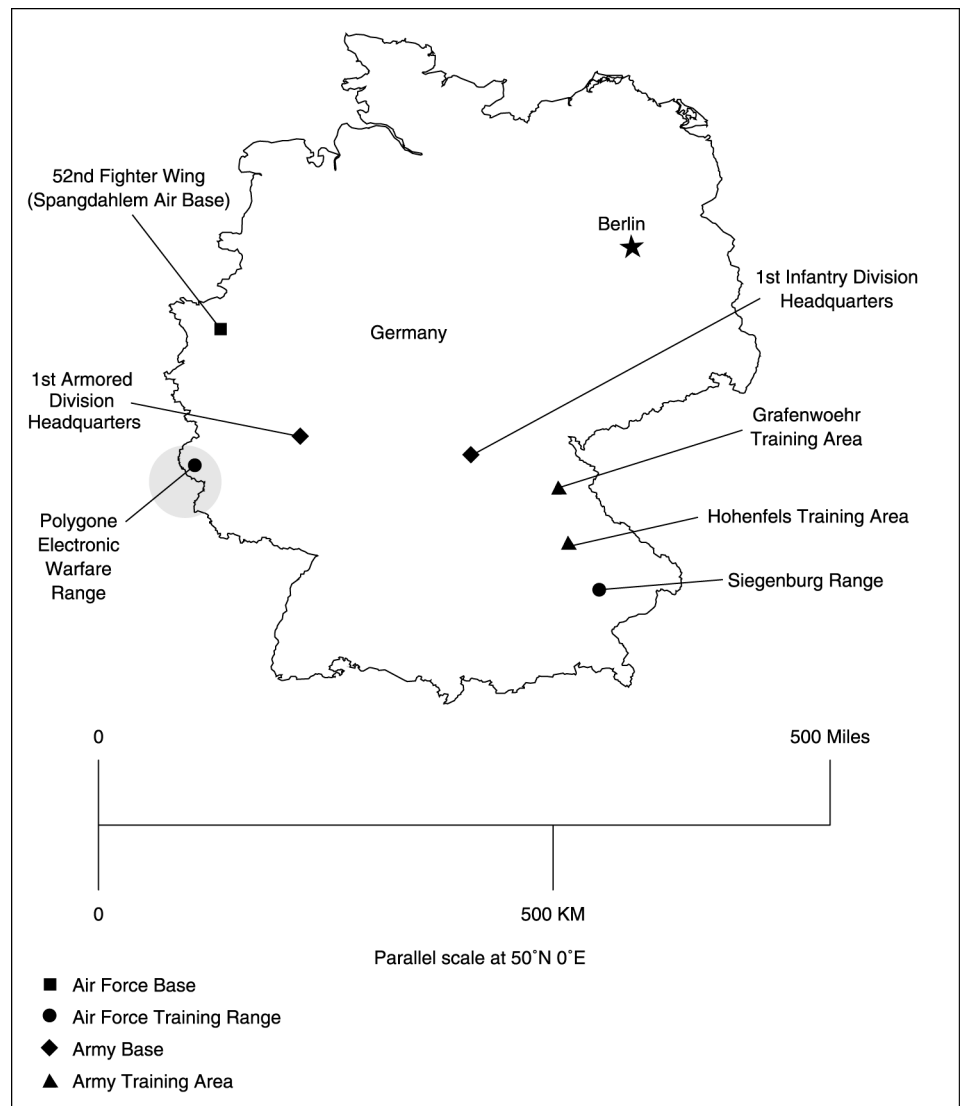 52nd Fighter Wing
(Spangdahlem Air Base)
Berlin
1st Infantry Division
Headquarters
Germany
1st Armored
Division
Headquarters
Grafenwoehr
Training Area
Hohenfels Training Area
Polygone
Electronic
Warfare
Range
Siegenburg Range
0
500 Miles
0
500 KM
Parallel scale at 50˚N 0˚E
Air Force Base
Air Force Training Range
Army Base
Army Training Area